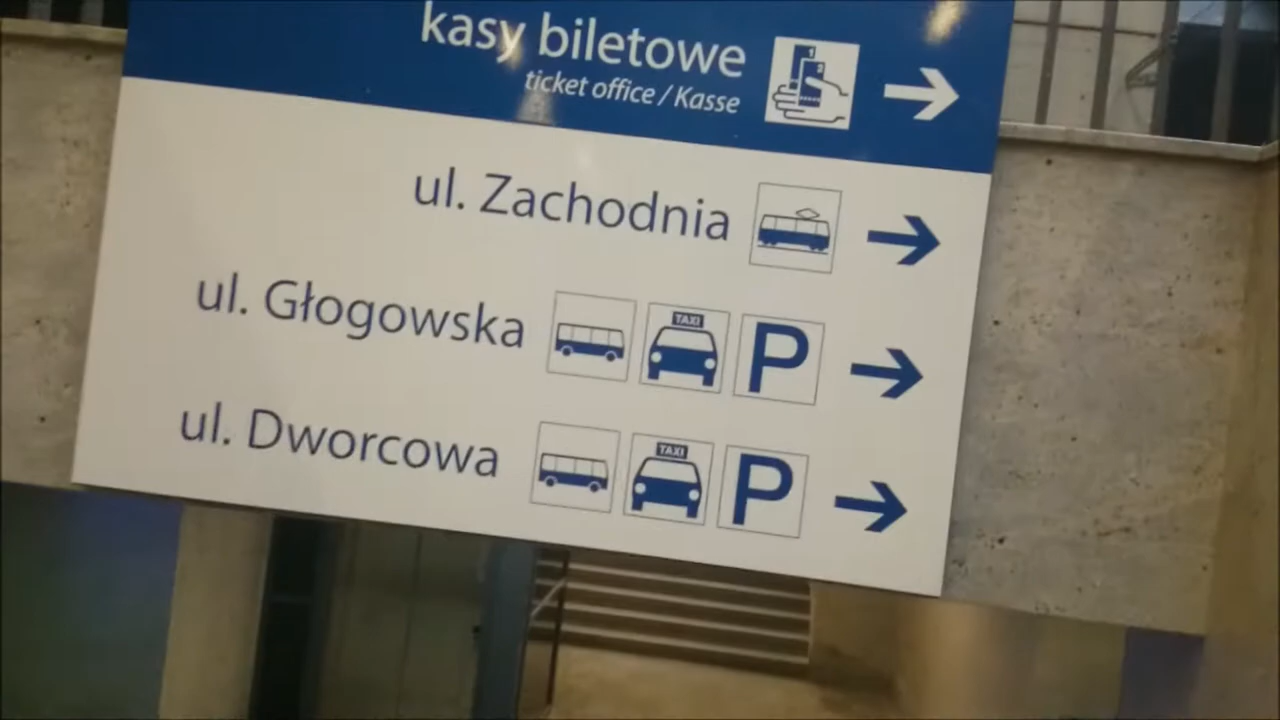 kasy biletowe
ticket office / Kasse
ul. Zachodnia
ul. Głogowska TAXI P
ul. Dworcowa TAXI P